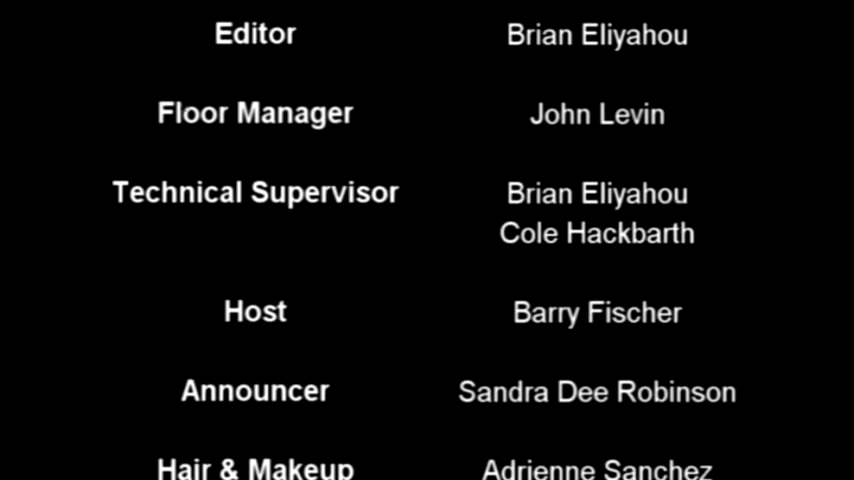 Editor Brian Eliyahou
Floor Manager John Levin
Technical Supervisor Brian Eliyahou
Cole Hackbarth
Host Barry Fischer
Announcer Sandra Dee Robinson
Hair & Makeup Adrienne Sanchez